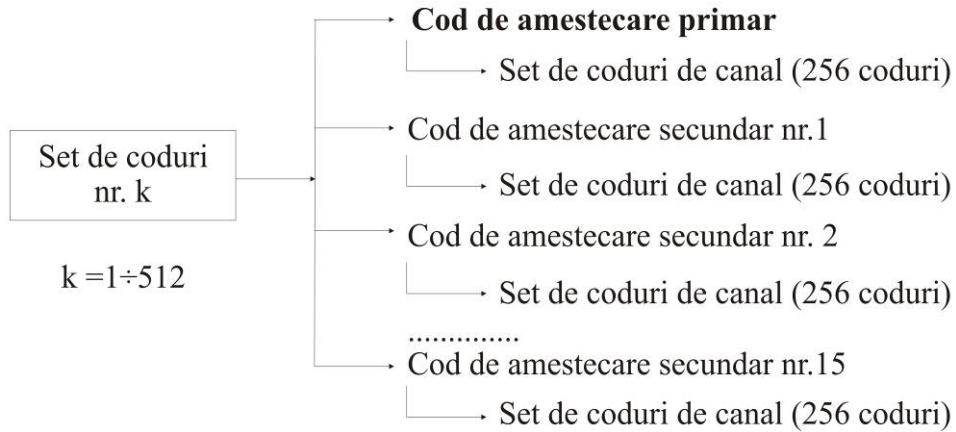 Cod de amestecare primar
Set de coduri de canal (256 coduri)
Cod de amestecare secundar nr.1
Set de coduri
nr. k
Set de coduri de canal (256 coduri)
Cod de amestecare secundar nr. 2
k =1÷512
Set de coduri de canal (256 coduri)
..............
Cod de amestecare secundar nr.15
Set de coduri de canal (256 coduri)